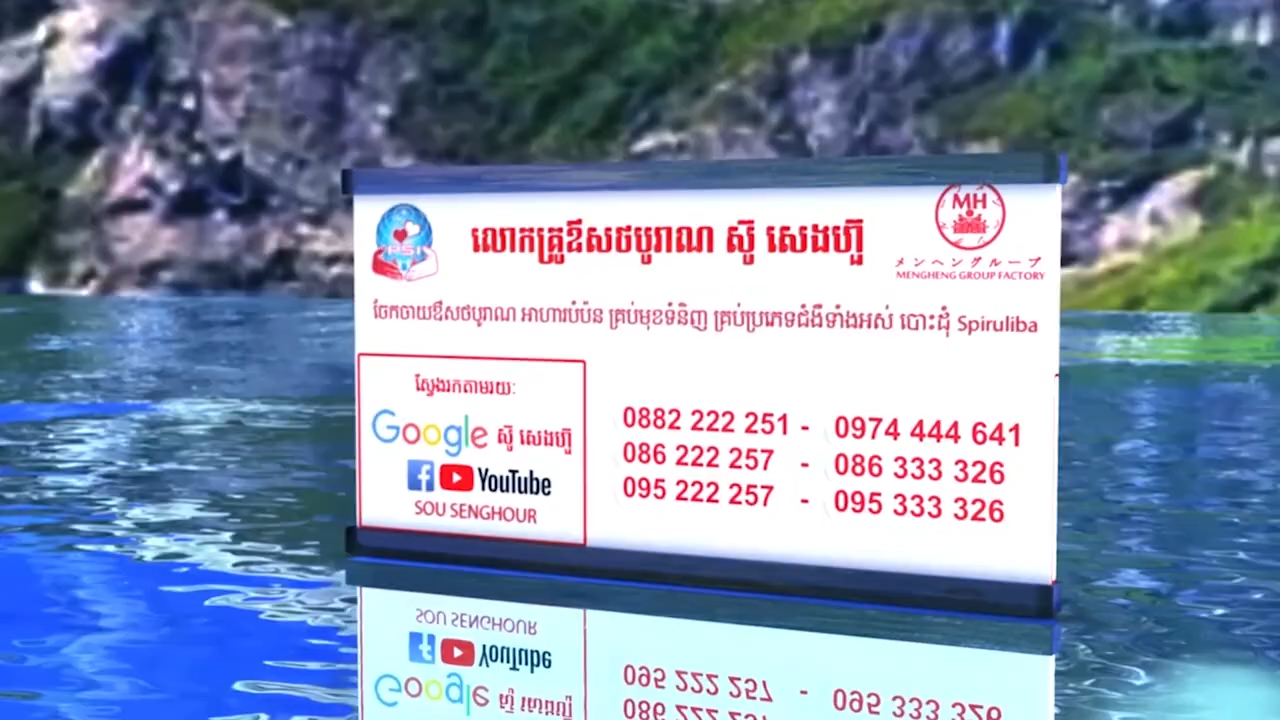 លោកគ្រូឱសថបូរាណ ស៊ូ សេងហ៊ួ
PSI
MH
メンヘングループ
MENGHENG GROUP FACTORY
ចែកចាយឱសថបូរាណ អាហារបំប៉ន គ្រប់មុខទំនិញ គ្រប់ប្រភេទជំងឺទាំងអស់ បោះដុំ Spiruliba
ស្វែងរកតាមរយៈ
Google ស៊ូ សេងហ៊ួ
f YouTube
SOU SENGHOUR
0882 222 251 - 0974 444 641
086 222 257 - 086 333 326
095 222 257 - 095 333 326